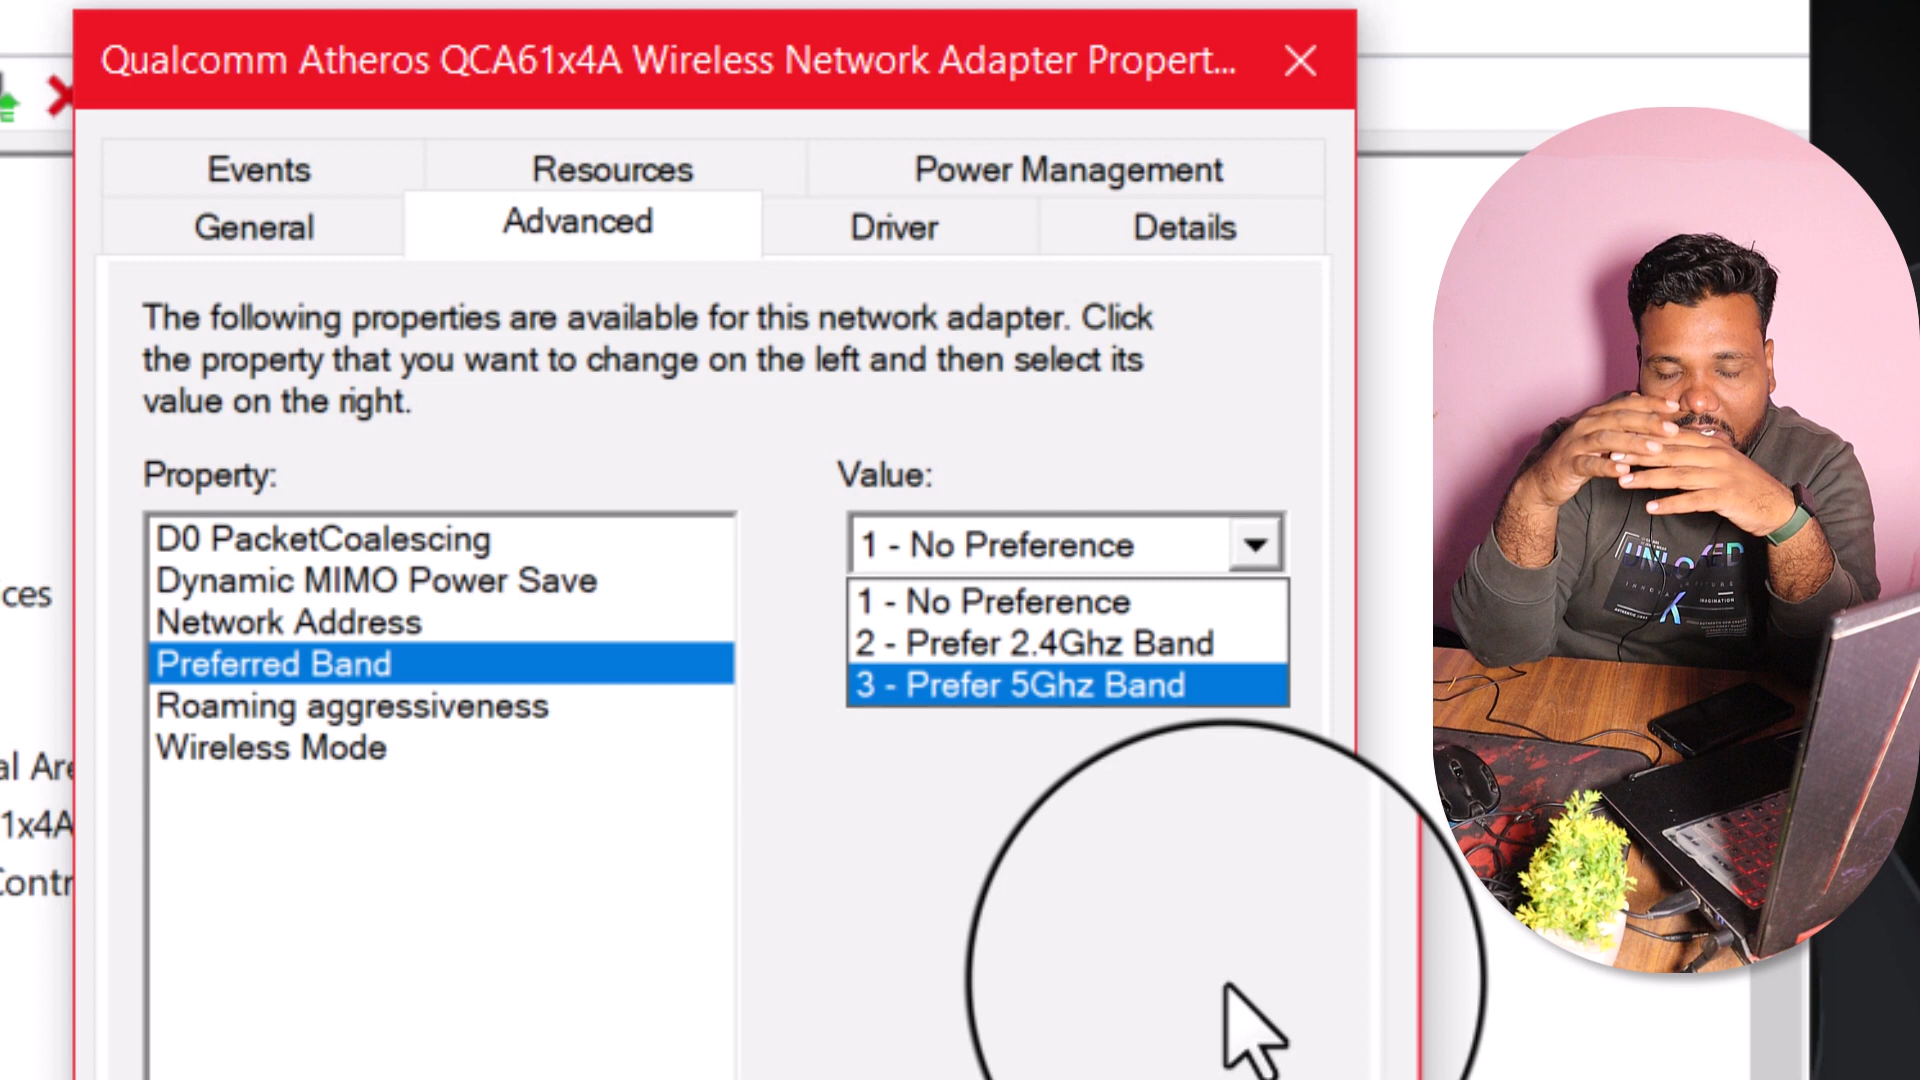 Qualcomm Atheros QCA61x4A Wireless Network Adapter Propert...
Events Resources Power Management
General Advanced Driver Details
The following properties are available for this network adapter. Click
the property that you want to change on the left and then select its
value on the right.
Property:
Value:
D0 PacketCoalescing
Dynamic MIMO Power Save
Network Address
Preferred Band
Roaming aggressiveness
Wireless Mode
1 - No Preference
1 - No Preference
2 - Prefer 2.4Ghz Band
3 - Prefer 5Ghz Band
ces
al Are
1x4A
Contr
IMAGINATION